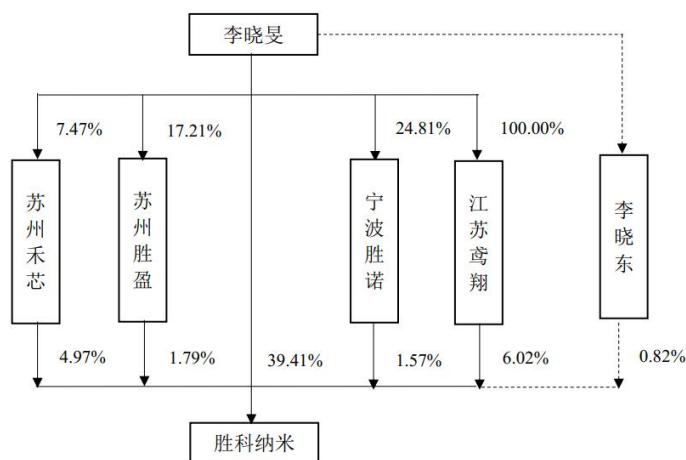 李晓旻
7.47%
17.21%
24.81%
100.00%
苏州禾芯
苏州胜盈
宁波胜诺
江苏鸢翔
李晓东
4.97%
1.79%
39.41%
1.57%
6.02%
0.82%
胜科纳米